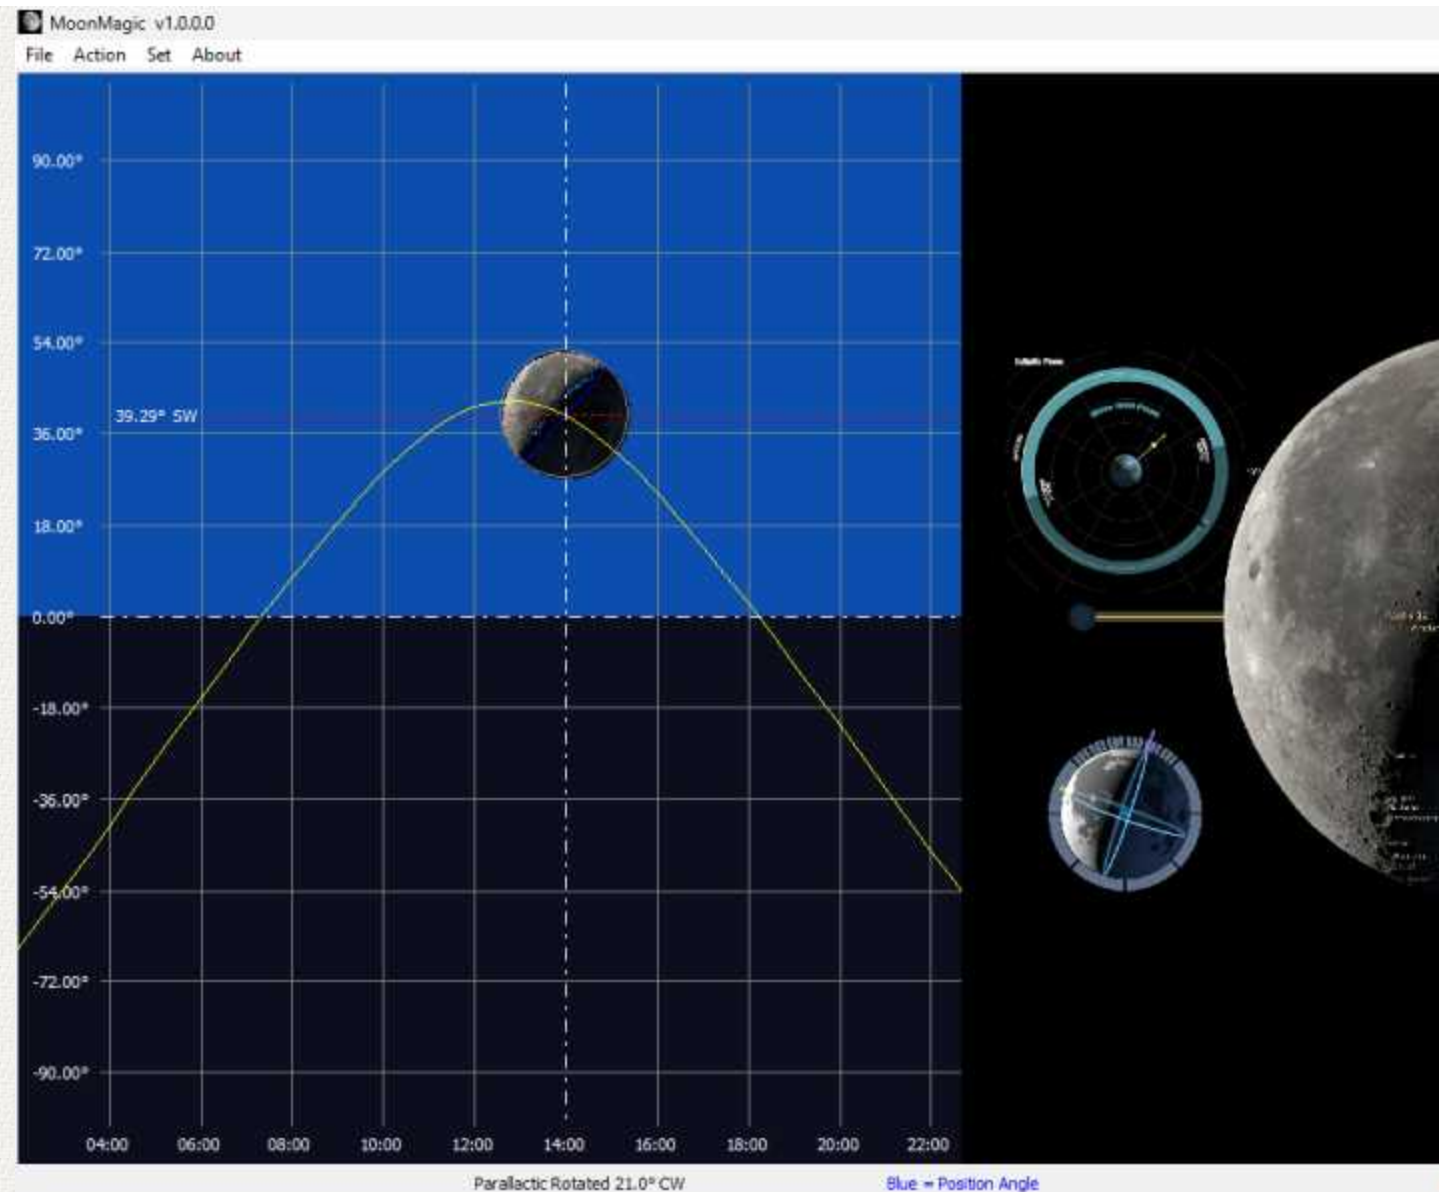 MoonMagic v1.0.0.0
File Action Set About
90.00°
72.00°
54.00°
39.29° SW
36.00°
18.00°
0.00°
-18.00°
-36.00°
-54.00°
-72.00°
-90.00°
04:00 06:00 08:00 10:00 12:00 14:00 16:00 18:00 20:00 22:00
Parallactic Rotated 21.0° CW Blue = Position Angle